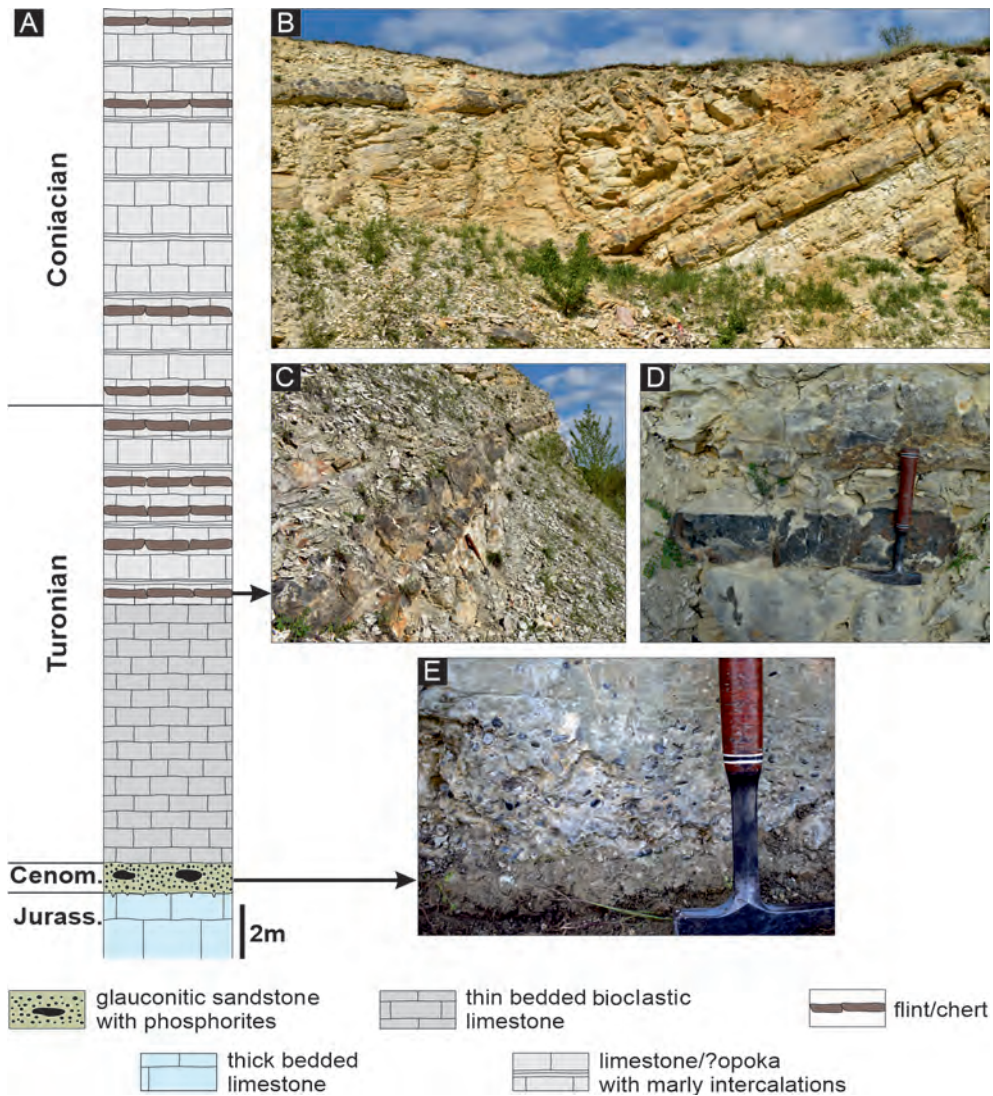 A
B
Coniacian
C
D
Turonian
E
Cenom.
Jurass.
2m
glauconitic sandstone
with phosphorites
thin bedded bioclastic
limestone
flint/chert
thick bedded
limestone
limestone/?opoka
with marly intercalations